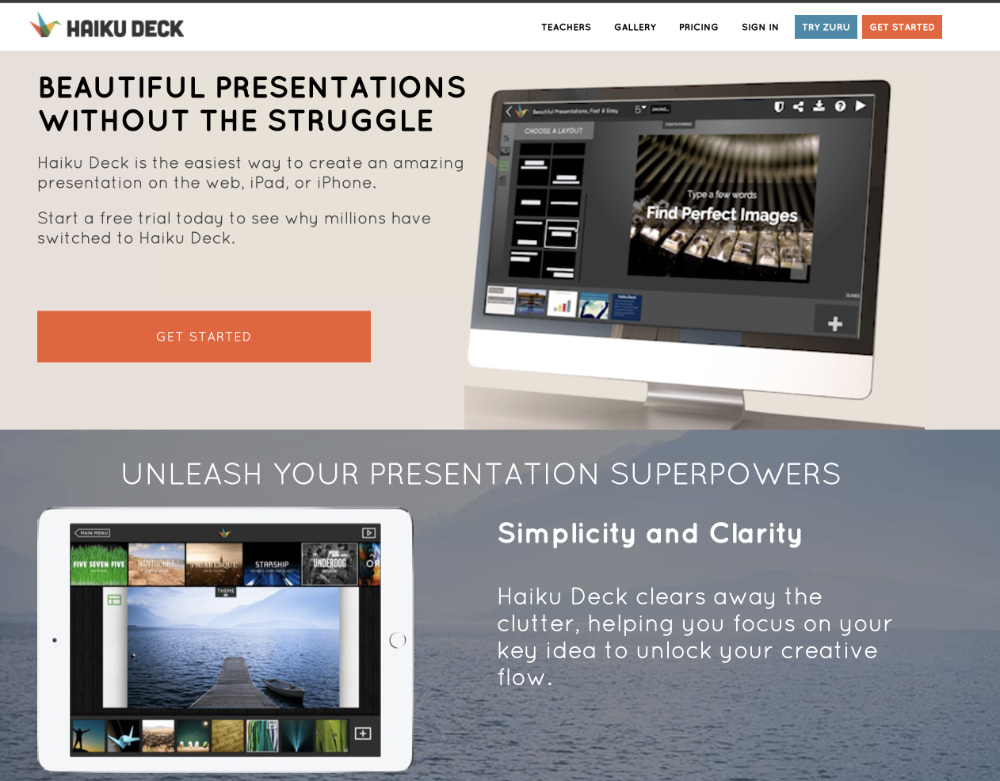 HAIKU DECK
TEACHERS GALLERY PRICING SIGN IN TRY ZURU GET STARTED
BEAUTIFUL PRESENTATIONS
WITHOUT THE STRUGGLE
Haiku Deck is the easiest way to create an amazing
presentation on the web, iPad, or iPhone.
Start a free trial today to see why millions have
switched to Haiku Deck.
GET STARTED
Beautiful Presentations, Fast & Easy
CHOOSE A LAYOUT
Type a few words
Find Perfect Images
SLIDES
UNLEASH YOUR PRESENTATION SUPERPOWERS
MAIN MENU
FIVE SEVEN FIVE
NANTUCKET
PICARESQUE
STARSHIP
UNDERDOG
THEME
Simplicity and Clarity
Haiku Deck clears away the
clutter, helping you focus on your
key idea to unlock your creative
flow.